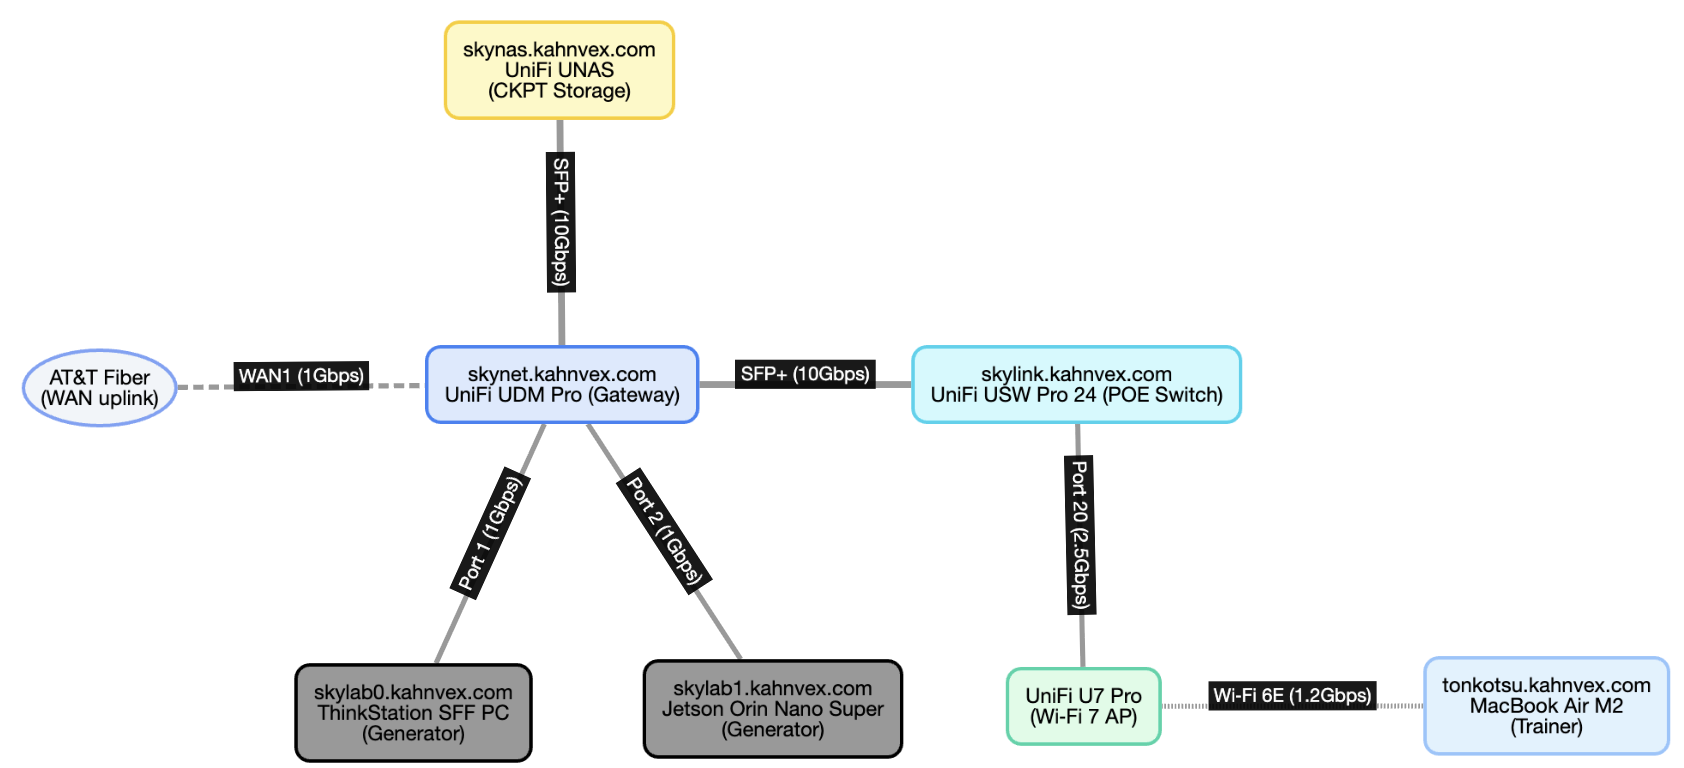 skynas.kahnvex.com
UniFi UNAS
(CKPT Storage)
SFP+ (10Gbps)
AT&T Fiber
(WAN uplink)
WAN1 (1Gbps)
skynet.kahnvex.com
UniFi UDM Pro (Gateway)
SFP+ (10Gbps)
skylink.kahnvex.com
UniFi USW Pro 24 (POE Switch)
Port 1 (1Gbps)
Port 2 (1Gbps)
Port 20 (2.5Gbps)
skylab0.kahnvex.com
ThinkStation SFF PC
(Generator)
skylab1.kahnvex.com
Jetson Orin Nano Super
(Generator)
UniFi U7 Pro
(Wi-Fi 7 AP)
Wi-Fi 6E (1.2Gbps)
tonkotsu.kahnvex.com
MacBook Air M2
(Trainer)